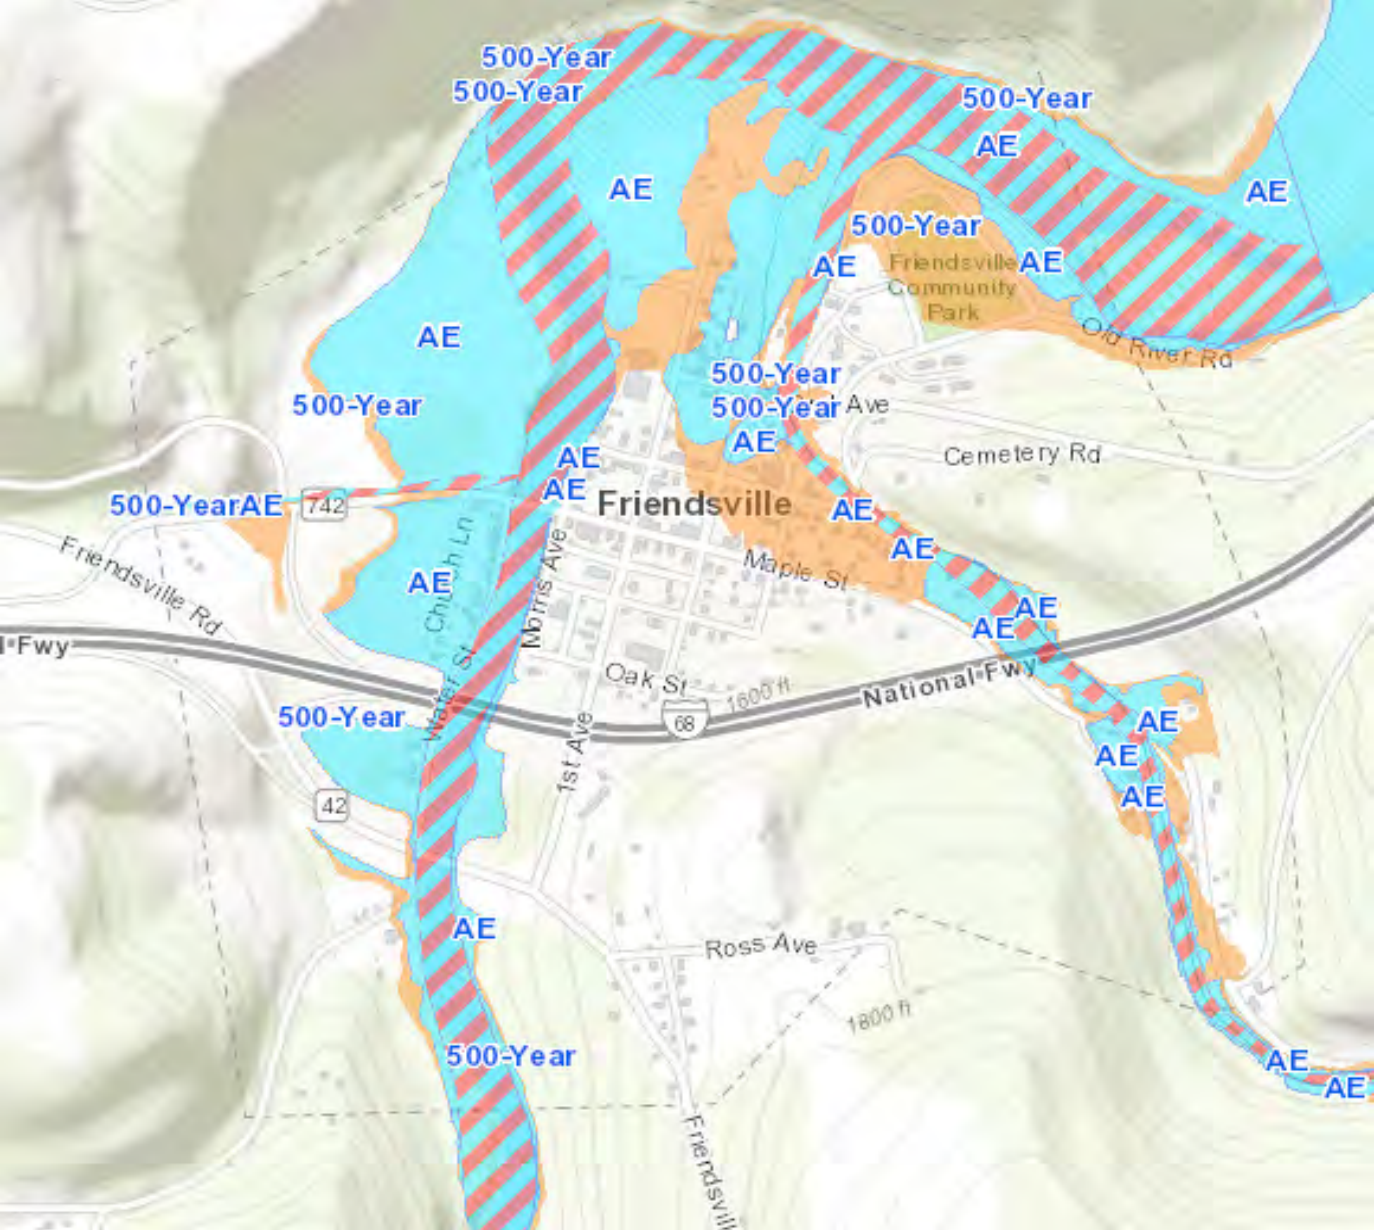 500-Year
500-Year
500-Year
AE
AE
AE
500-Year
AE
AE
Friendsville
Community
Park
AE
Old River Rd
500-Year
500-Year
500-Year
Ave
AE
Cemetery Rd
AE
AE
500-Year
AE
742
Friendsville
AE
AE
Friendsville Rd
Church Ln
Morris Ave
Maple St
AE
AE
AE
Fwy
Water St
Oak St
1600 ft
National Fwy
68
500-Year
1st Ave
AE
AE
AE
42
AE
Ross Ave
1800 ft
500-Year
AE
AE
Friendsvill